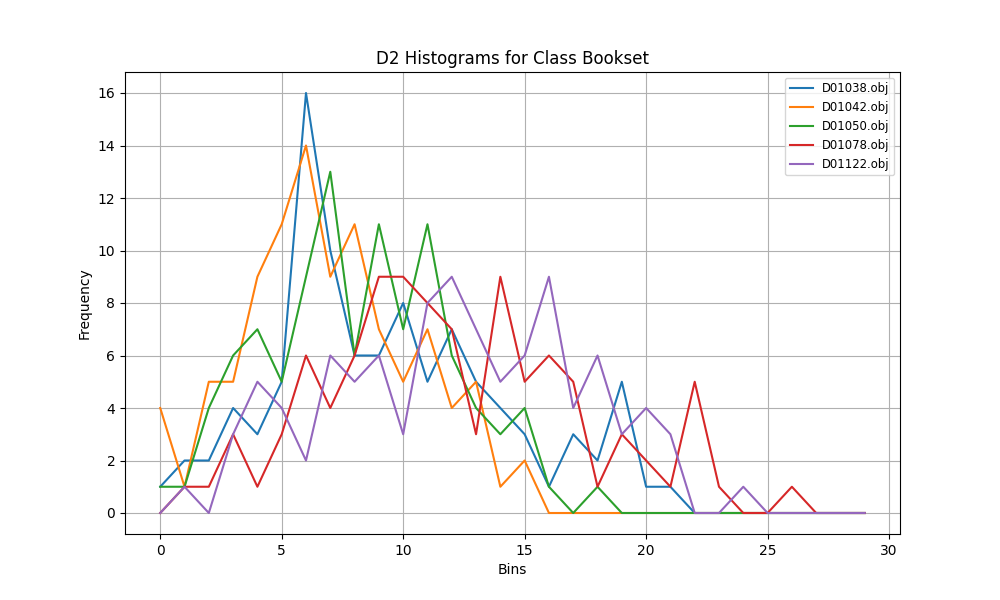 D2 Histograms for Class Bookset
D01038.obj
D01042.obj
D01050.obj
D01078.obj
D01122.obj
Frequency
16
14
12
10
8
6
4
2
0
0 5 10 15 20 25 30
Bins